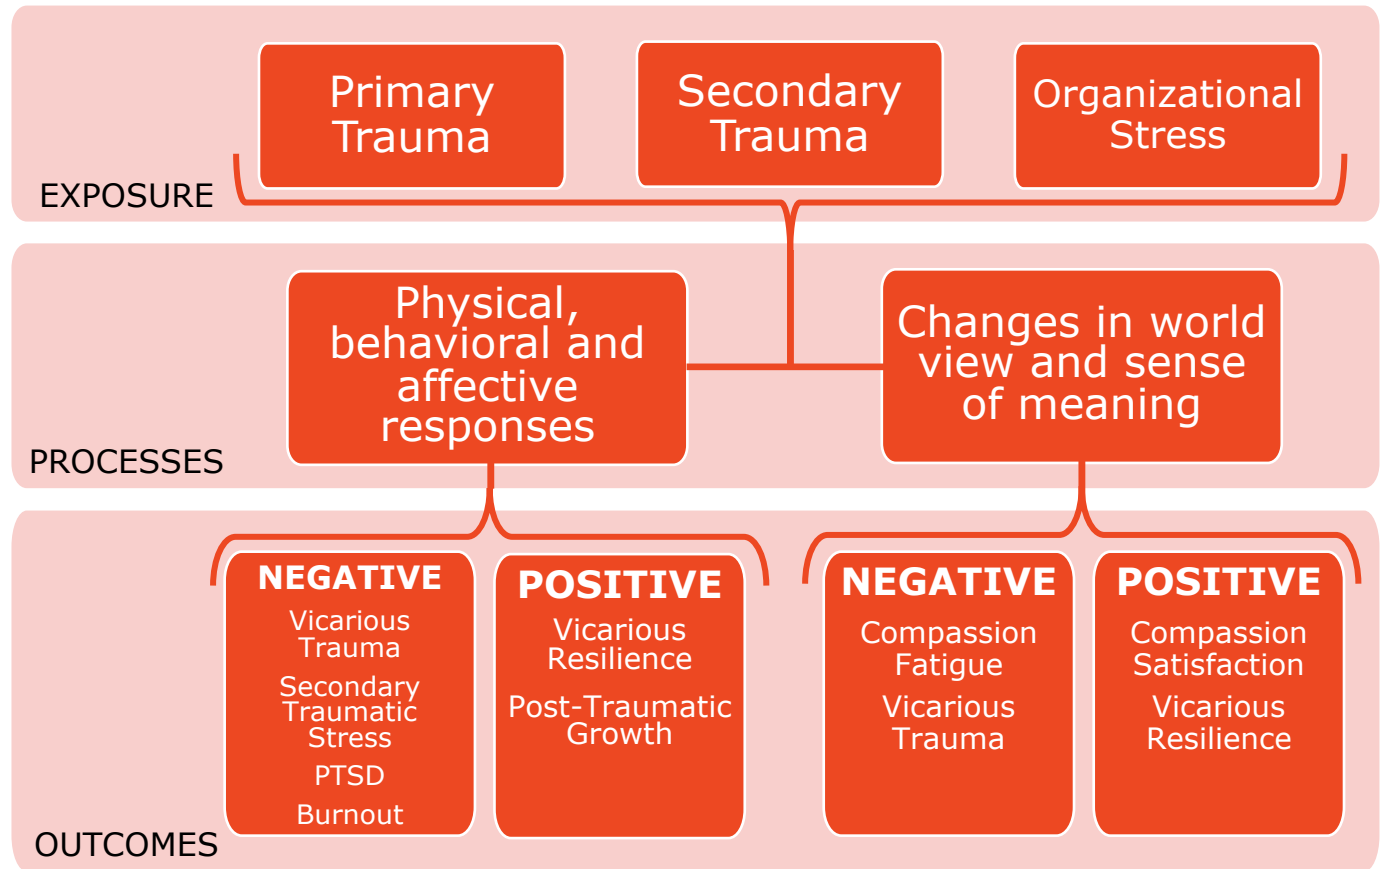 Primary
Trauma
Secondary
Trauma
Organizational
Stress
EXPOSURE
Physical,
behavioral and
affective
responses
Changes in world
view and sense
of meaning
PROCESSES
NEGATIVE
Vicarious
Trauma
Secondary
Traumatic
Stress
PTSD
Burnout
POSITIVE
Vicarious
Resilience
Post-Traumatic
Growth
NEGATIVE
Compassion
Fatigue
Vicarious
Trauma
POSITIVE
Compassion
Satisfaction
Vicarious
Resilience
OUTCOMES